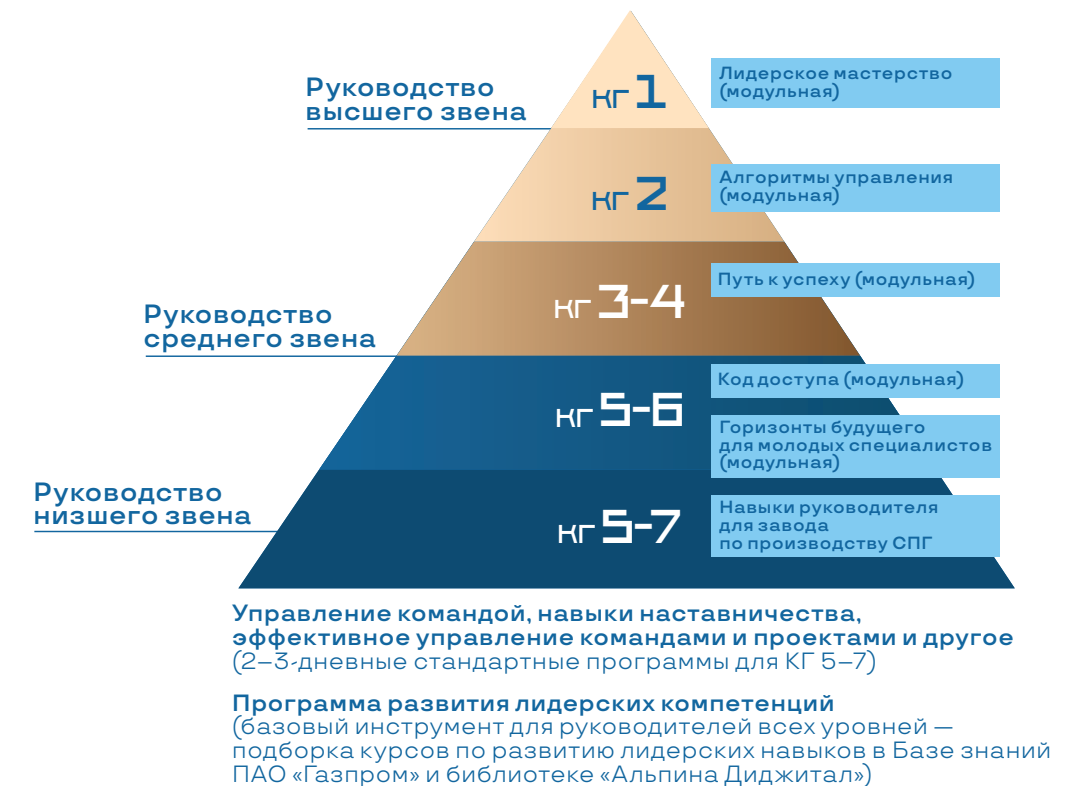 Руководство
высшего звена
кг 1
Лидерское мастерство
(модульная)
кг 2
Алгоритмы управления
(модульная)
Руководство
среднего звена
кг 3-4
Путь к успеху (модульная)
кг 5-6
Код доступа (модульная)
Горизонты будущего
для молодых специалистов
(модульная)
Руководство
низшего звена
кг 5-7
Навыки руководителя
для завода
по производству СПГ
Управление командой, навыки наставничества,
эффективное управление командами и проектами и другое
(2–3-дневные стандартные программы для КГ 5–7)
Программа развития лидерских компетенций
(базовый инструмент для руководителей всех уровней —
подборка курсов по развитию лидерских навыков в Базе знаний
ПАО «Газпром» и библиотеке «Альпина Диджитал»)